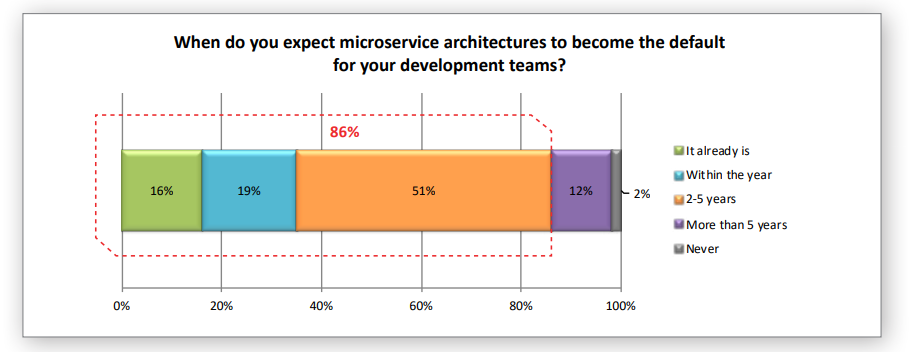 When do you expect microservice architectures to become the default
for your development teams?
86%
16%
19%
51%
12%
2%
It already is
Within the year
2-5 years
More than 5 years
Never
0%
20%
40%
60%
80%
100%